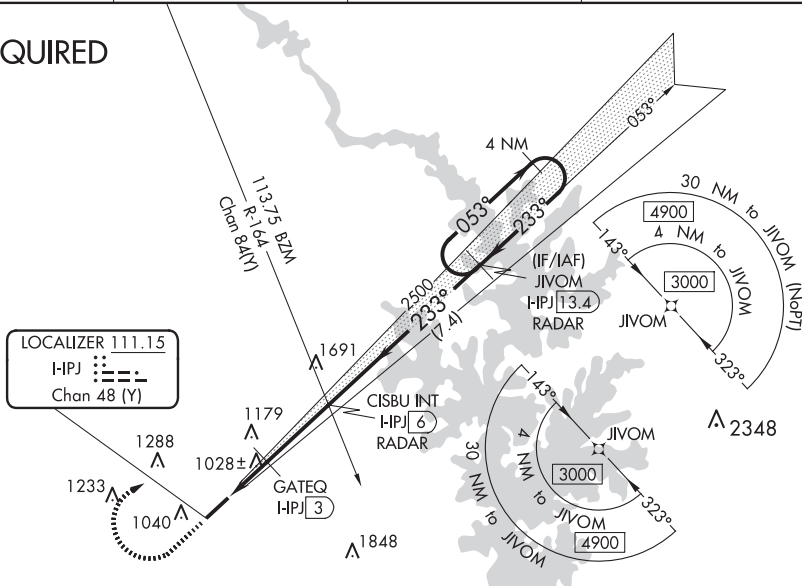 QUIRED
4 NM
053°
053°
233°
113.75 BZM
R-164
Chan 84(Y)
30 NM to JIVOM (NoPT)
4900
4 NM to JIVOM
143°
3000
JIVOM
323°
(IF/IAF)
JIVOM
I-IPJ 13.4
RADAR
2500
233°
(7.4)
LOCALIZER 111.15
I-IPJ
Chan 48 (Y)
1691
CISBU INT
I-IPJ 6
RADAR
143°
JIVOM
2348
1179
1288
1028±
4 NM to JIVOM
3000
30 NM to JIVOM
4900
323°
GATEQ
I-IPJ 3
1233
1040
1848